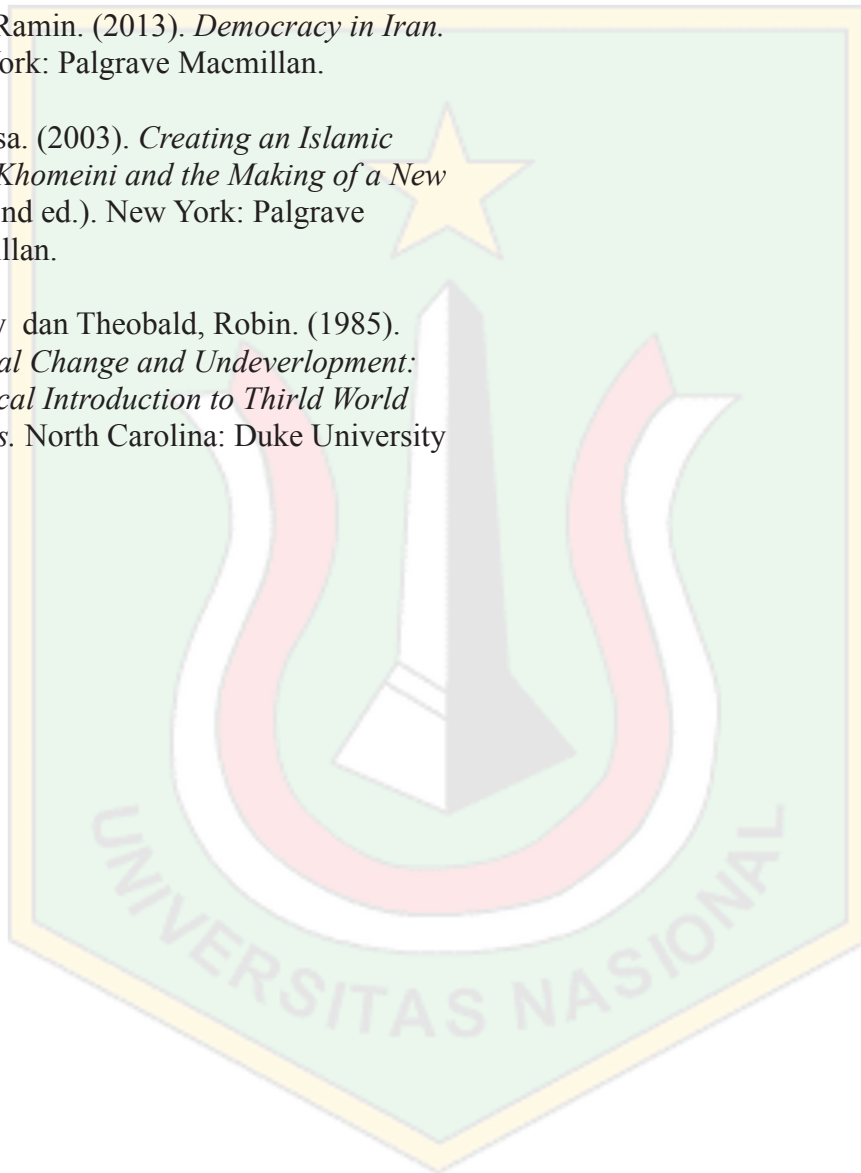 Ramin. (2013). Democracy in Iran.
ork: Palgrave Macmillan.
sa. (2003). Creating an Islamic
Khomeini and the Making of a New
nd ed.). New York: Palgrave
illan.
y dan Theobald, Robin. (1985).
al Change and Undeverlopment:
ical Introduction to Thirld World
s. North Carolina: Duke University
UNIVERSITAS NASIONAL